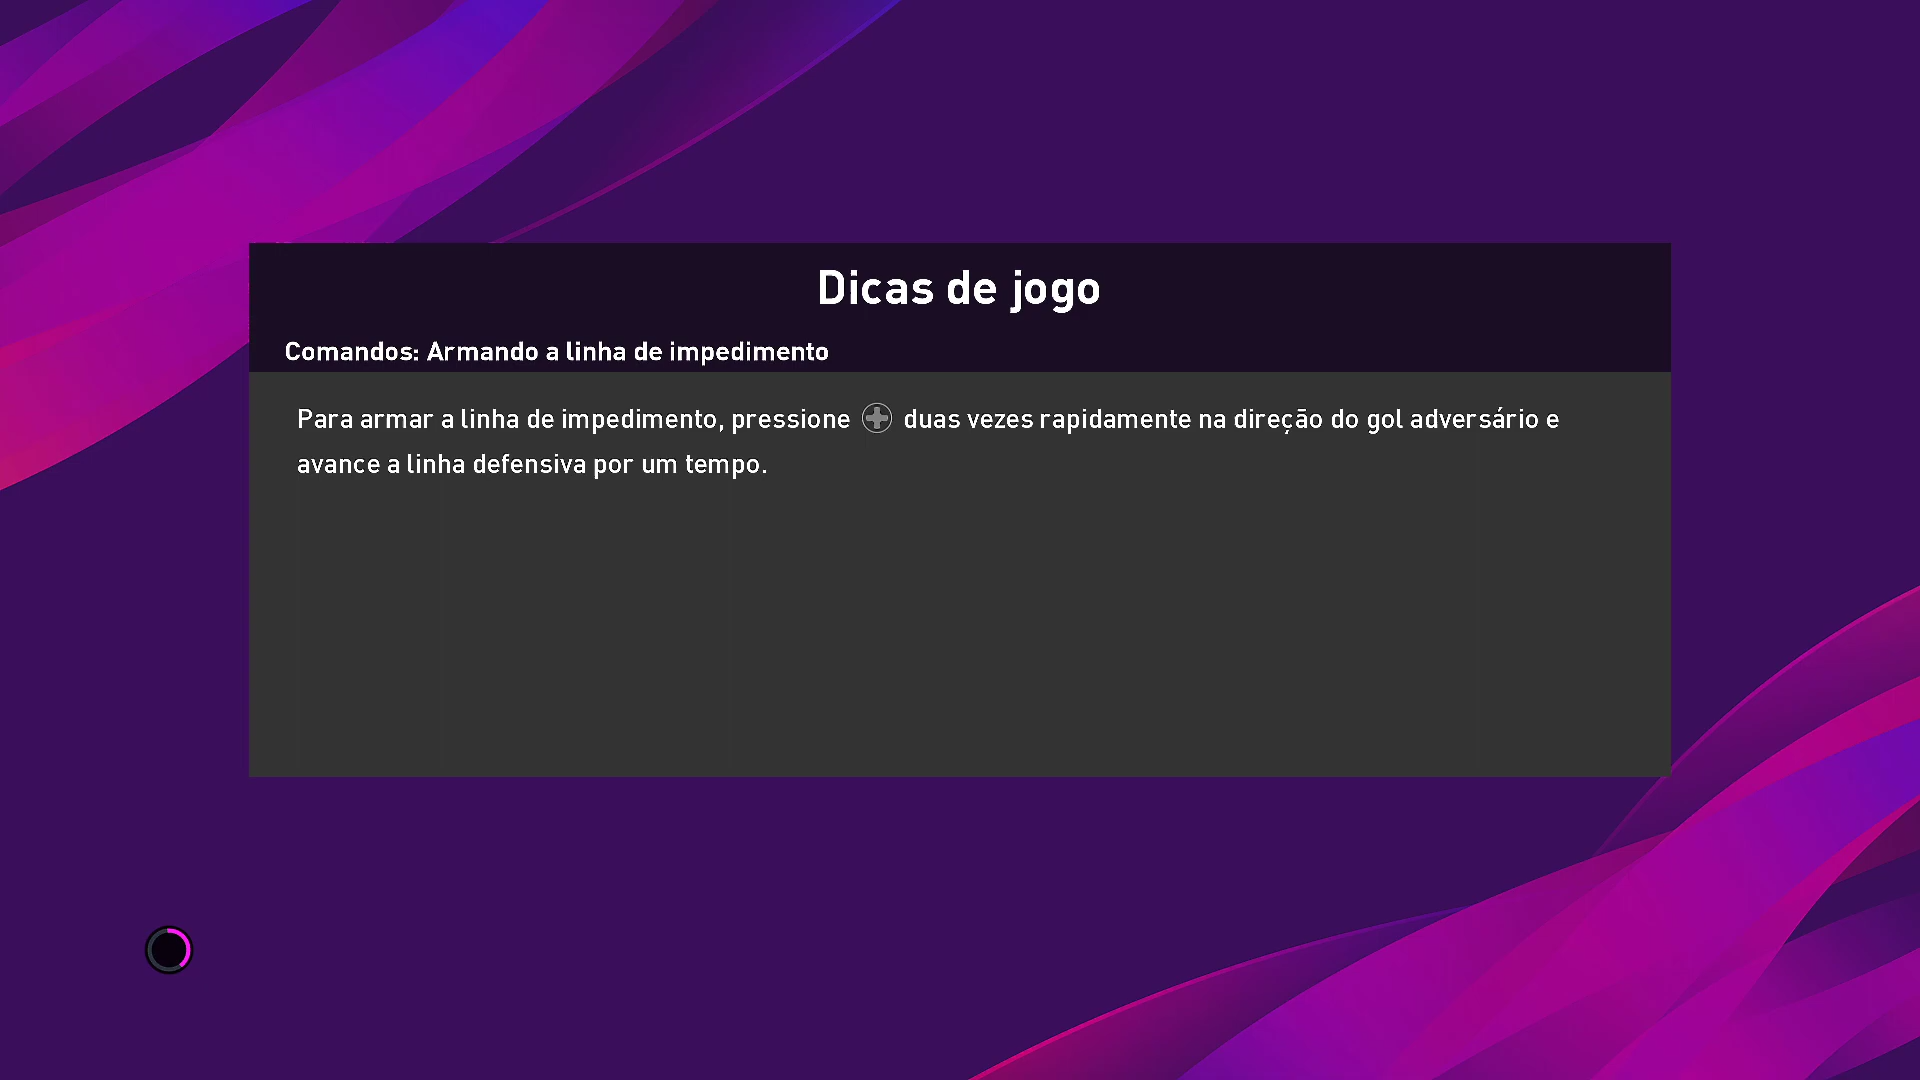 Dicas de jogo
Comandos: Armando a linha de impedimento
Para armar a linha de impedimento, pressione duas vezes rapidamente na direção do gol adversário e
avance a linha defensiva por um tempo.